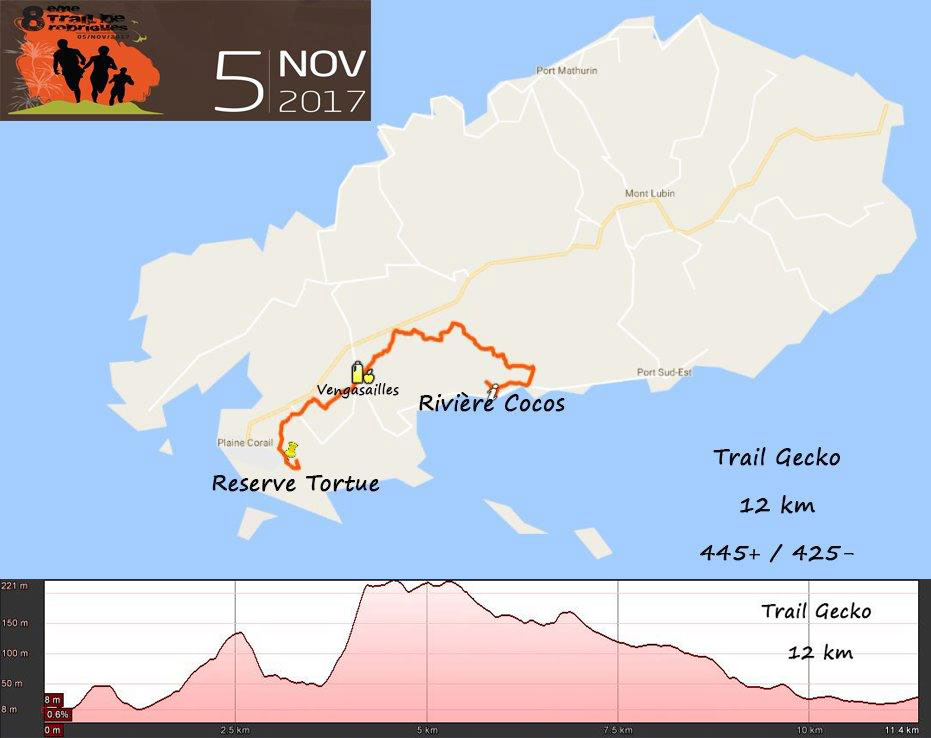 8 eme
Trail de
rodrigues
05/NOV/2017
5 NOV
2017
Port Mathurin
Mont Lubin
Vengasailles
Rivière Cocos
Port Sud-Est
Plaine Corail
Reserve Tortue
Trail Gecko
12 km
445+ / 425-
221 m
150 m
100 m
50 m
8 m
8 m
0.6%
0 m
2.5 km
5 km
7.5 km
10 km
11.4 km
Trail Gecko
12 km